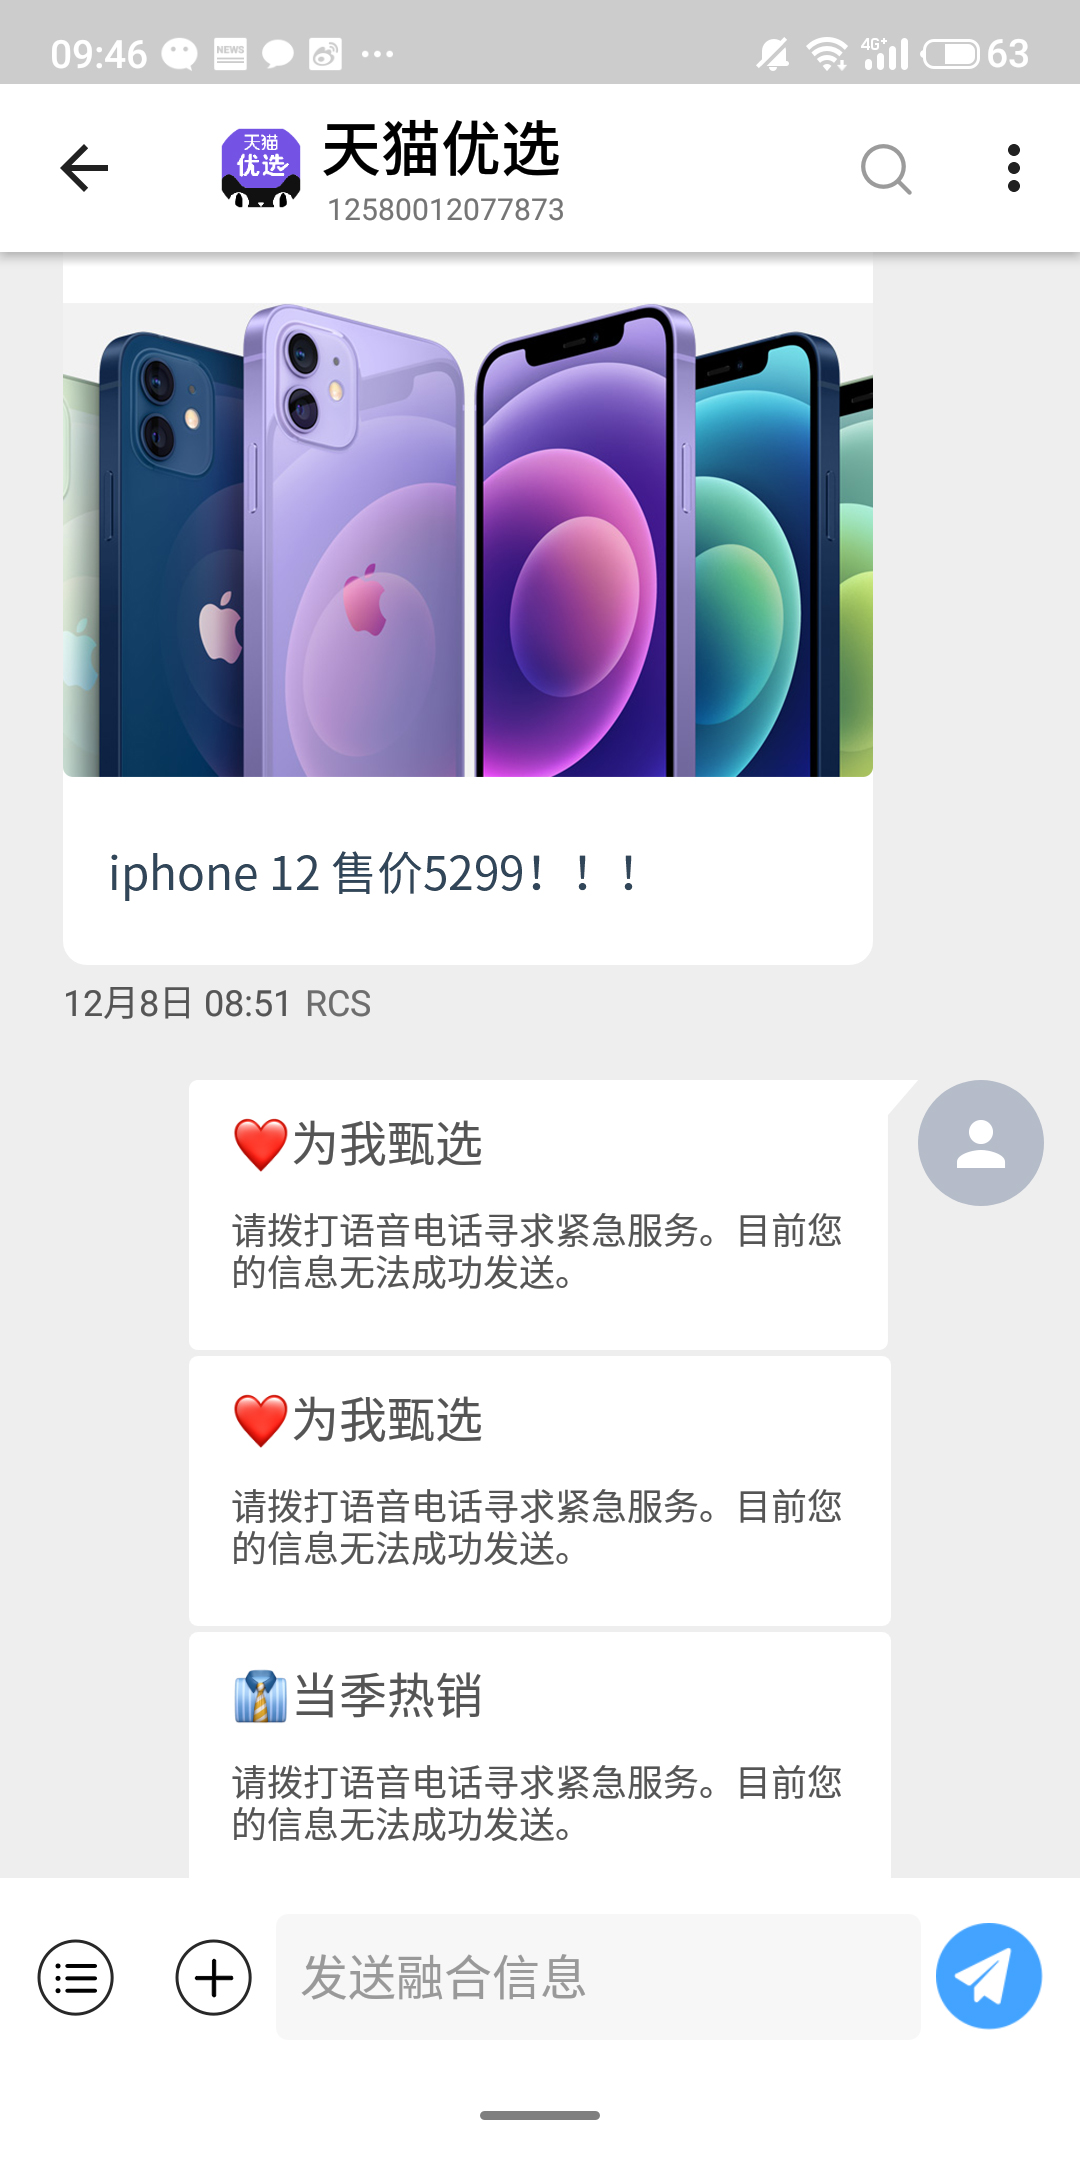 09:46
NEWS
4G+
63
天猫
优选
天猫优选
12580012077873
iphone 12 售价5299！！！
12月8日 08:51 RCS
❤️为我甄选
请拨打语音电话寻求紧急服务。目前您
的信息无法成功发送。
❤️为我甄选
请拨打语音电话寻求紧急服务。目前您
的信息无法成功发送。
👔当季热销
请拨打语音电话寻求紧急服务。目前您
的信息无法成功发送。
发送融合信息